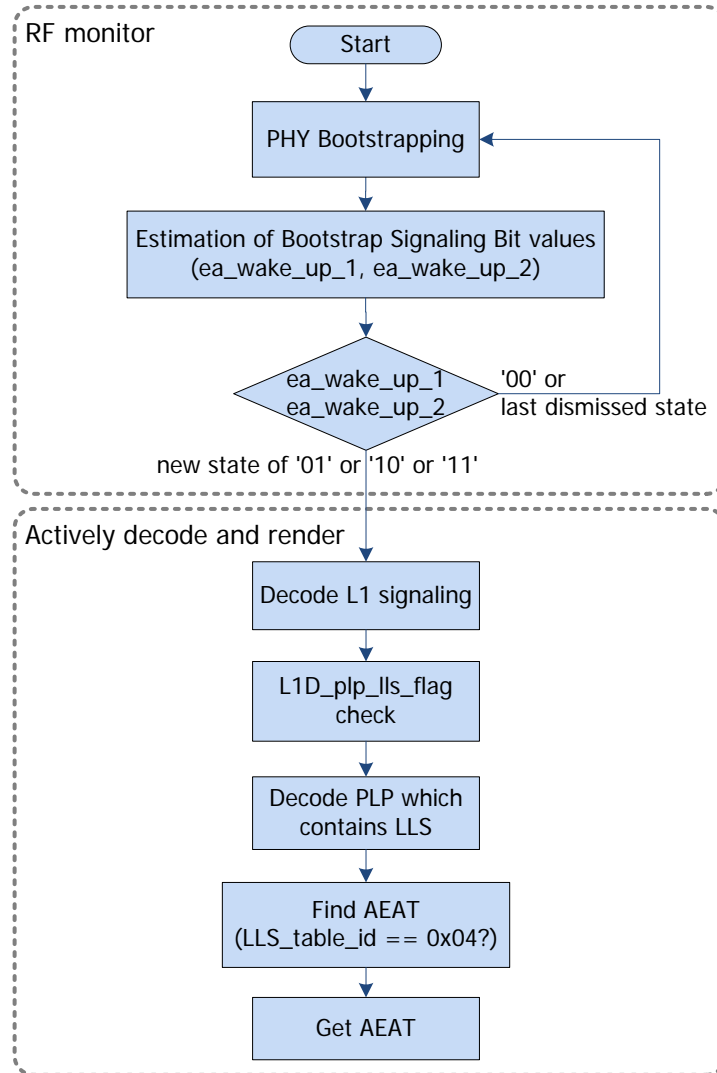 RF monitor
Start
PHY Bootstrapping
Estimation of Bootstrap Signaling Bit values
(ea_wake_up_1, ea_wake_up_2)
ea_wake_up_1
ea_wake_up_2
'00' or
last dismissed state
new state of '01' or '10' or '11'
Actively decode and render
Decode L1 signaling
L1D_plp_lls_flag
check
Decode PLP which
contains LLS
Find AEAT
(LLS_table_id == 0x04?)
Get AEAT